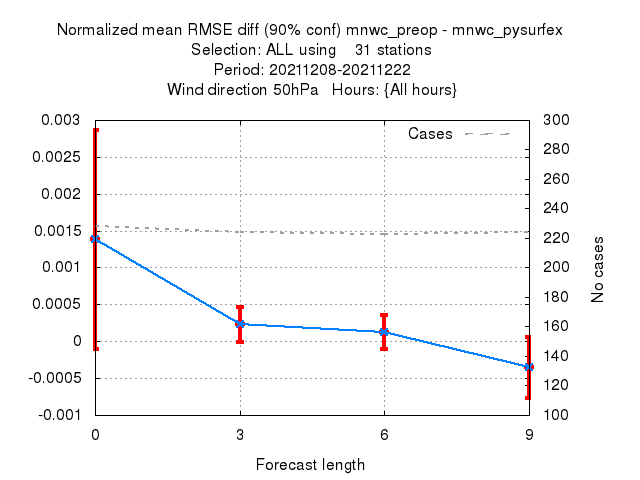 Normalized mean RMSE diff (90% conf) mnwc_preop - mnwc_pysurfex
Selection: ALL using    31 stations
Period: 20211208-20211222
Wind direction 50hPa   Hours: {All hours}
Cases
0.003
0.0025
0.002
0.0015
0.001
0.0005
0
-0.0005
-0.001
300
280
260
240
220
200
180
160
140
120
100
No cases
0 3 6 9
Forecast length